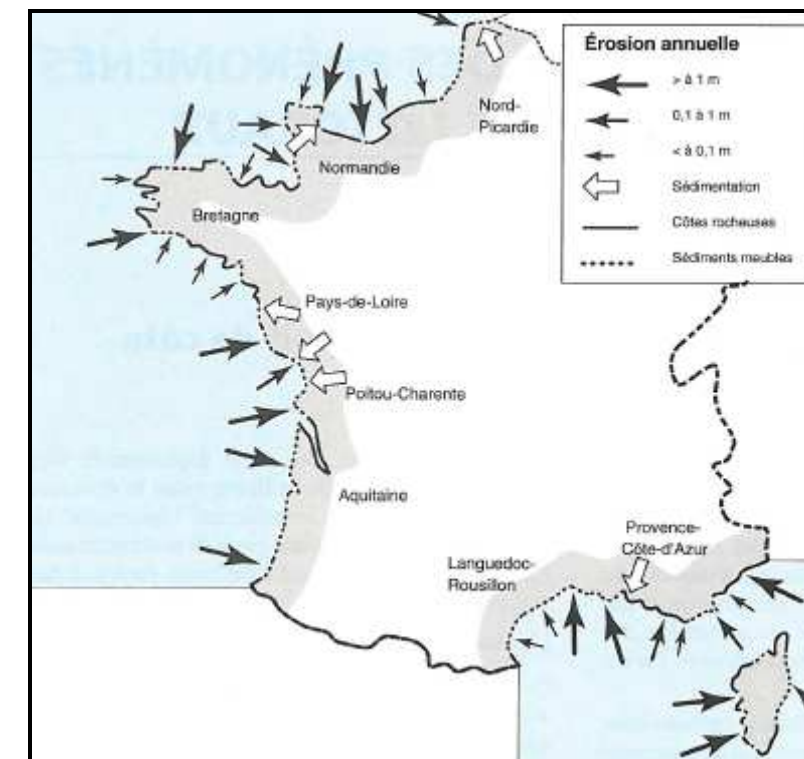 Érosion annuelle
> à 1 m
0,1 à 1 m
< à 0,1 m
Sédimentation
Côtes rocheuses
Sédiments meubles
Nord-
Picardie
Normandie
Bretagne
Pays-de-Loire
Poitou-Charente
Aquitaine
Provence-
Côte-d'Azur
Languedoc-
Rousillon